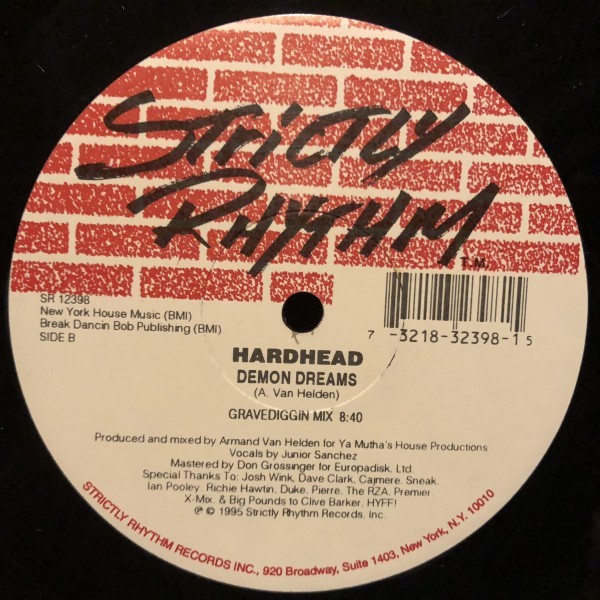 STRICTLY
RHYTHM
T.M.
SR 12398
New York House Music (BMI)
Break Dancin Bob Publishing (BMI)
SIDE B
7 -3218-32398-1 5
HARDHEAD
DEMON DREAMS
(A. Van Helden)
GRAVEDIGGIN MIX 8:40
Produced and mixed by Armand Van Helden for Ya Mutha's House Productions
Vocals by Junior Sanchez
Mastered by Don Grossinger for Europadisk, Ltd.
Special Thanks To: Josh Wink, Dave Clark, Cajmere. Sneak.
Ian Pooley. Richie Hawtin. Duke. Pierre. The RZA. Premier.
X-Mix. & Big Pounds to Clive Barker. HYFF!
℗ © 1995 Strictly Rhythm Records, Inc.
STRICTLY RHYTHM RECORDS INC., 920 Broadway, Suite 1403, New York, N.Y. 10010